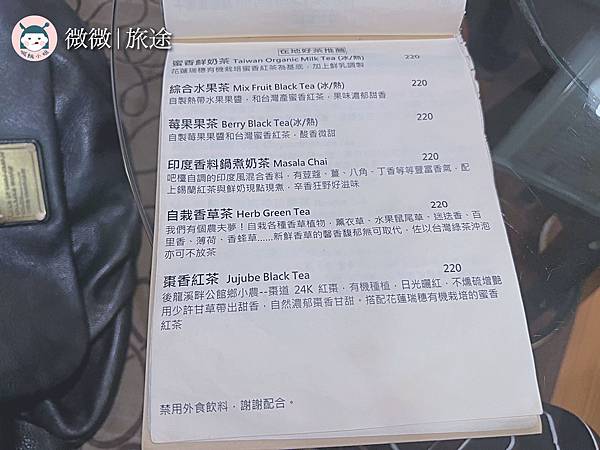 微微|旅途
在地好茶推薦
蜜香鮮奶茶 Taiwan Organic Milk Tea (冰/熱) 220
花蓮瑞穗有機栽培蜜香紅茶為基底，加上鮮乳調製
綜合水果茶 Mix Fruit Black Tea (冰/熱) 220
自製熱帶水果果醬，和台灣產蜜香紅茶，果味濃郁甜香
莓果果茶 Berry Black Tea(冰/熱) 220
自製莓果果醬和台灣蜜香紅茶，酸香微甜
印度香料鍋煮奶茶 Masala Chai 220
吧檯自調的印度風混合香料，有荳蔻、薑、八角、丁香等等豐富香氣，配
上錫蘭紅茶與鮮奶現點現煮，辛香狂野好滋味
自栽香草茶 Herb Green Tea 220
我們有個農夫夢！自栽各種香草植物，薰衣草、水果鼠尾草、迷迭香、百
里香、薄荷、香蜂草......新鮮香草的馨香馥郁無可取代，佐以台灣綠茶沖泡
亦可不放茶
棗香紅茶 Jujube Black Tea 220
後龍溪畔公館鄉小農--棗道 24K 紅棗，有機種植，日光曬紅，不燻硫增艷
用少許甘草帶出甜香，自然濃郁棗香甘甜。搭配花蓮瑞穗有機栽培的蜜香
紅茶
禁用外食飲料，謝謝配合。